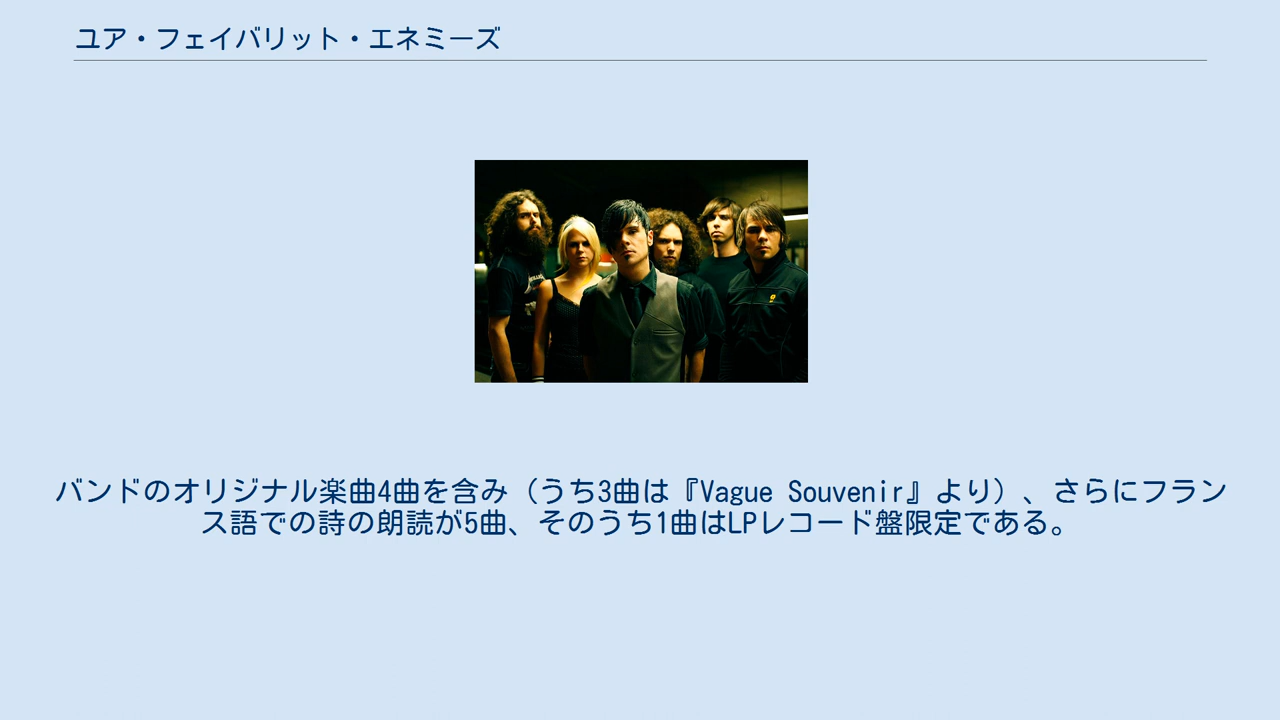 ユア・フェイバリット・エネミーズ
バンドのオリジナル楽曲4曲を含み（うち3曲は『Vague Souvenir』より）、さらにフラン
ス語での詩の朗読が5曲、そのうち1曲はLPレコード盤限定である。